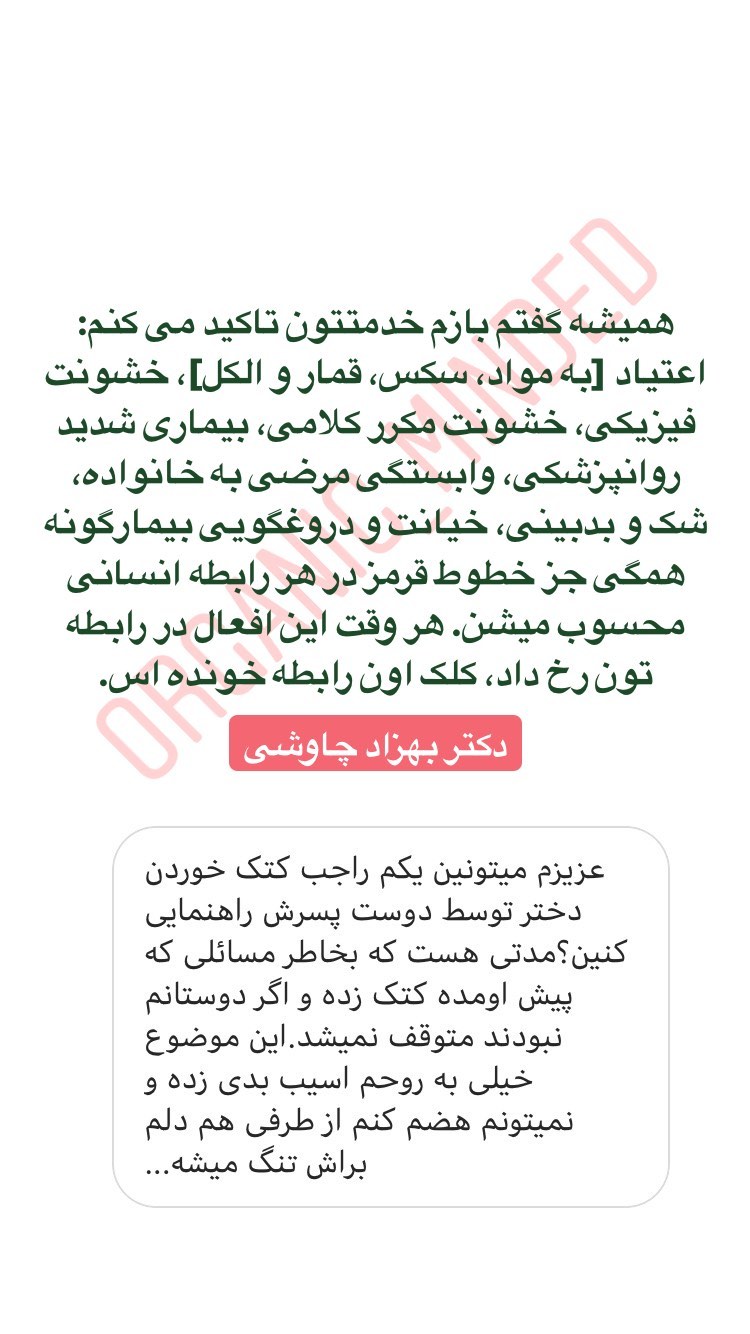 همیشه گفتم بازم خدمتتون تاکید می کنم:
اعتیاد [به مواد، سکس، قمار و الکل]، خشونت
فیزیکی، خشونت مکرر کلامی، بیماری شدید
روانپزشکی، وابستگی مرضی به خانواده،
شک و بدبینی، خیانت و دروغگویی بیمارگونه
همگی جز خطوط قرمز در هر رابطه انسانی
محسوب میشن. هر وقت این افعال در رابطه
تون رخ داد، کلک اون رابطه خونده اس.
ORGANIC_MINDED
دکتر بهزاد چاوشی
عزیزم میتونین یکم راجب کتک خوردن
دختر توسط دوست پسرش راهنمایی
کنین؟مدتی هست که بخاطر مسائلی که
پیش اومده کتک زده و اگر دوستانم
نبودند متوقف نمیشد.این موضوع
خیلی به روحم اسیب بدی زده و
نمیتونم هضم کنم از طرفی هم دلم
براش تنگ میشه...